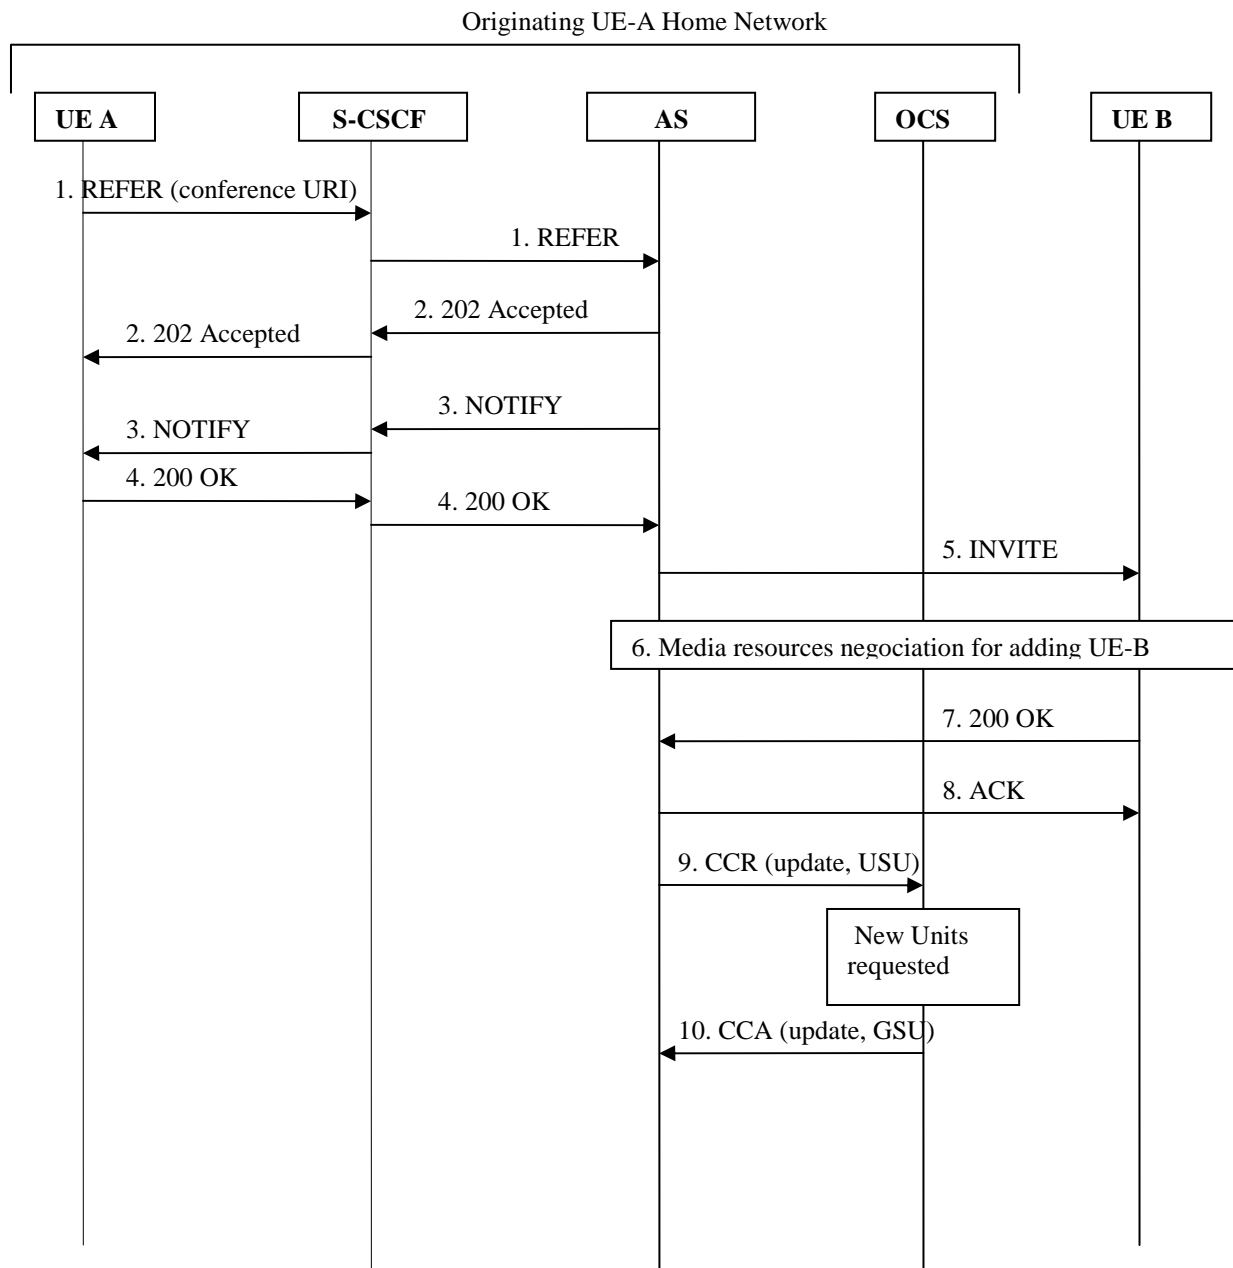 Originating UE-A Home Network
UE A
S-CSCF
AS
OCS
UE B
1. REFER (conference URI)
1. REFER
2. 202 Accepted
2. 202 Accepted
3. NOTIFY
3. NOTIFY
4. 200 OK
4. 200 OK
5. INVITE
6. Media resources negociation for adding UE-B
7. 200 OK
8. ACK
9. CCR (update, USU)
New Units
requested
10. CCA (update, GSU)